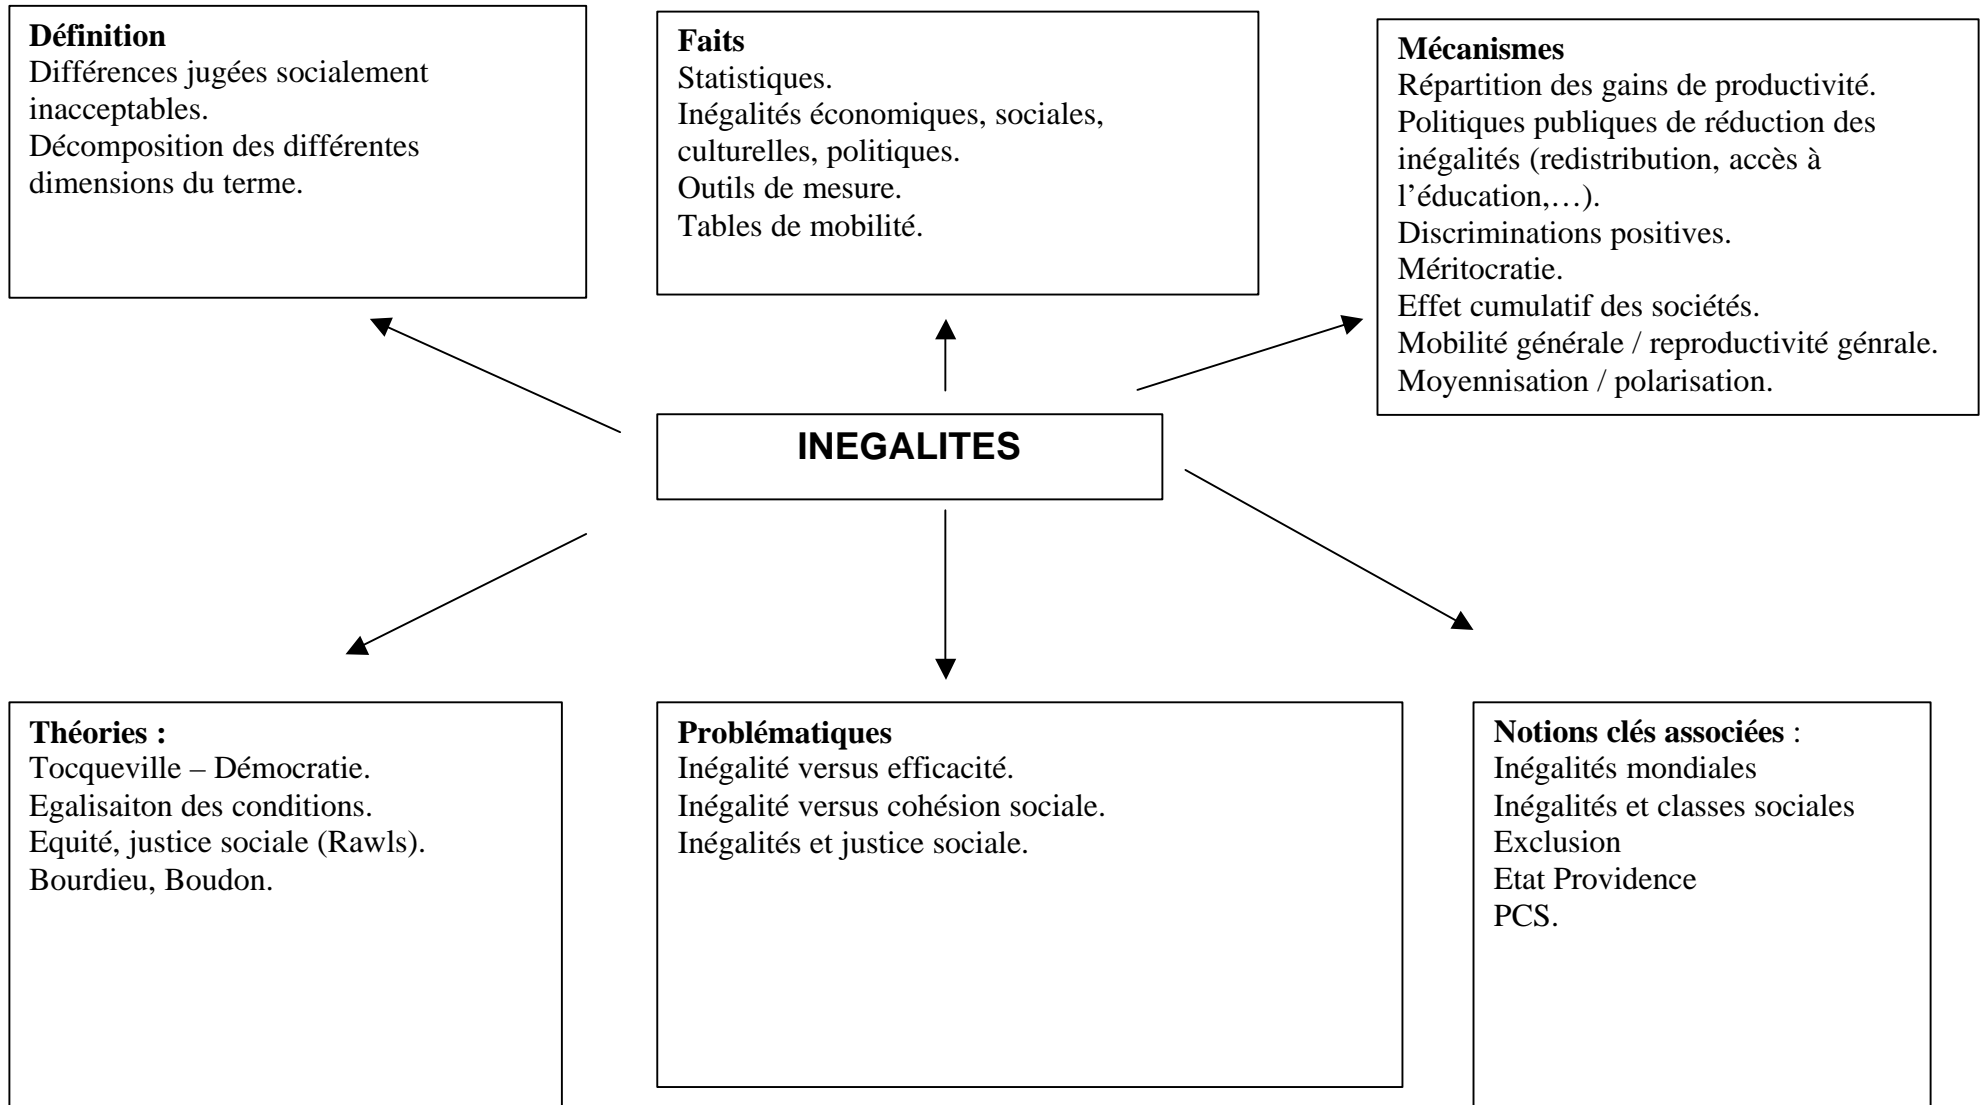 Définition
Différences jugées socialement
inacceptables.
Décomposition des différentes
dimensions du terme.
Faits
Statistiques.
Inégalités économiques, sociales,
culturelles, politiques.
Outils de mesure.
Tables de mobilité.
Mécanismes
Répartition des gains de productivité.
Politiques publiques de réduction des
inégalités (redistribution, accès à
l’éducation,…).
Discriminations positives.
Méritocratie.
Effet cumulatif des sociétés.
Mobilité générale / reproductivité génrale.
Moyennisation / polarisation.
INEGALITES
Théories :
Tocqueville – Démocratie.
Egalisaiton des conditions.
Equité, justice sociale (Rawls).
Bourdieu, Boudon.
Problématiques
Inégalité versus efficacité.
Inégalité versus cohésion sociale.
Inégalités et justice sociale.
Notions clés associées :
Inégalités mondiales
Inégalités et classes sociales
Exclusion
Etat Providence
PCS.